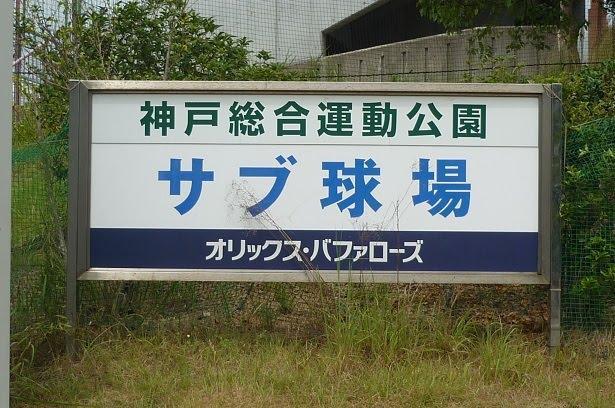 神戸総合運動公園
サブ球場
オリックス・バファローズ